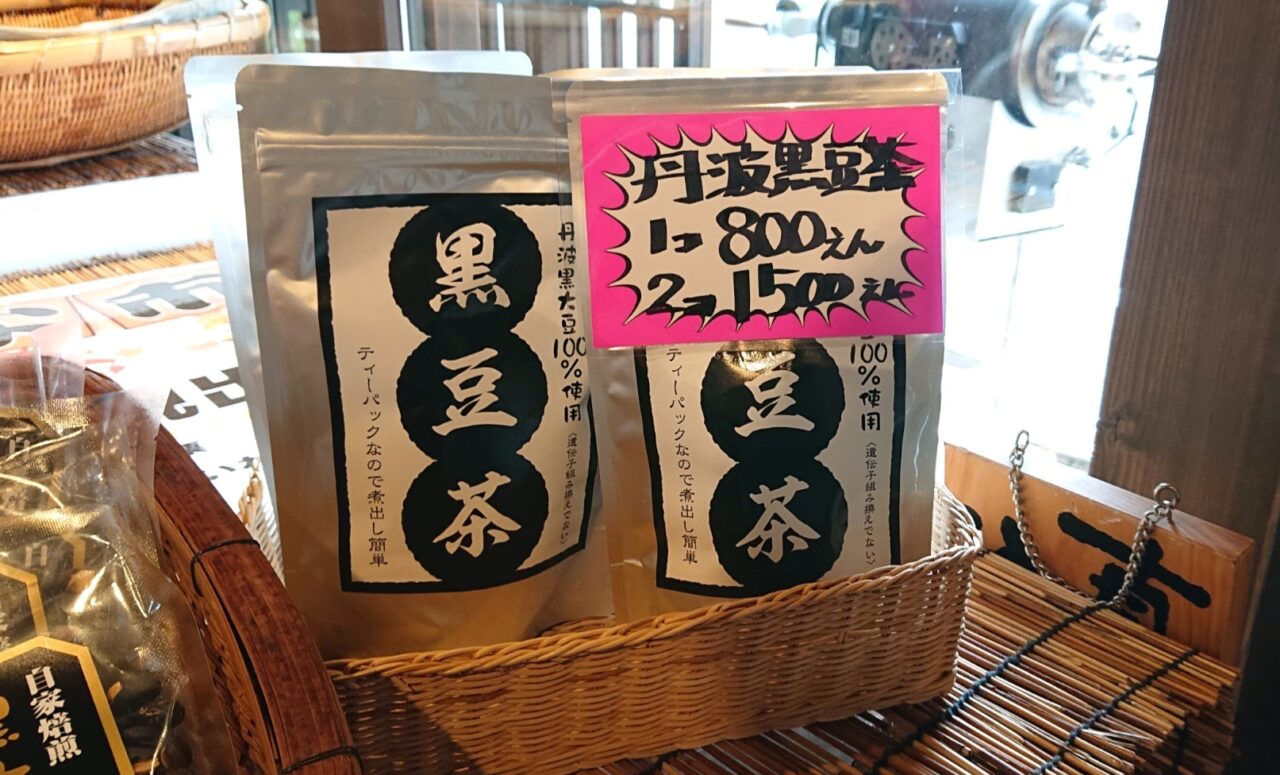 丹波黒豆茶
1コ 800えん
2コ 1500えん
黒豆茶
丹波黒大豆100%使用
〈遺伝子組み換えでない〉
ティーパックなので煮出し簡単
豆茶
100%使用
〈遺伝子組み換えでない〉
ティーパックなので煮出し簡単
自家焙煎